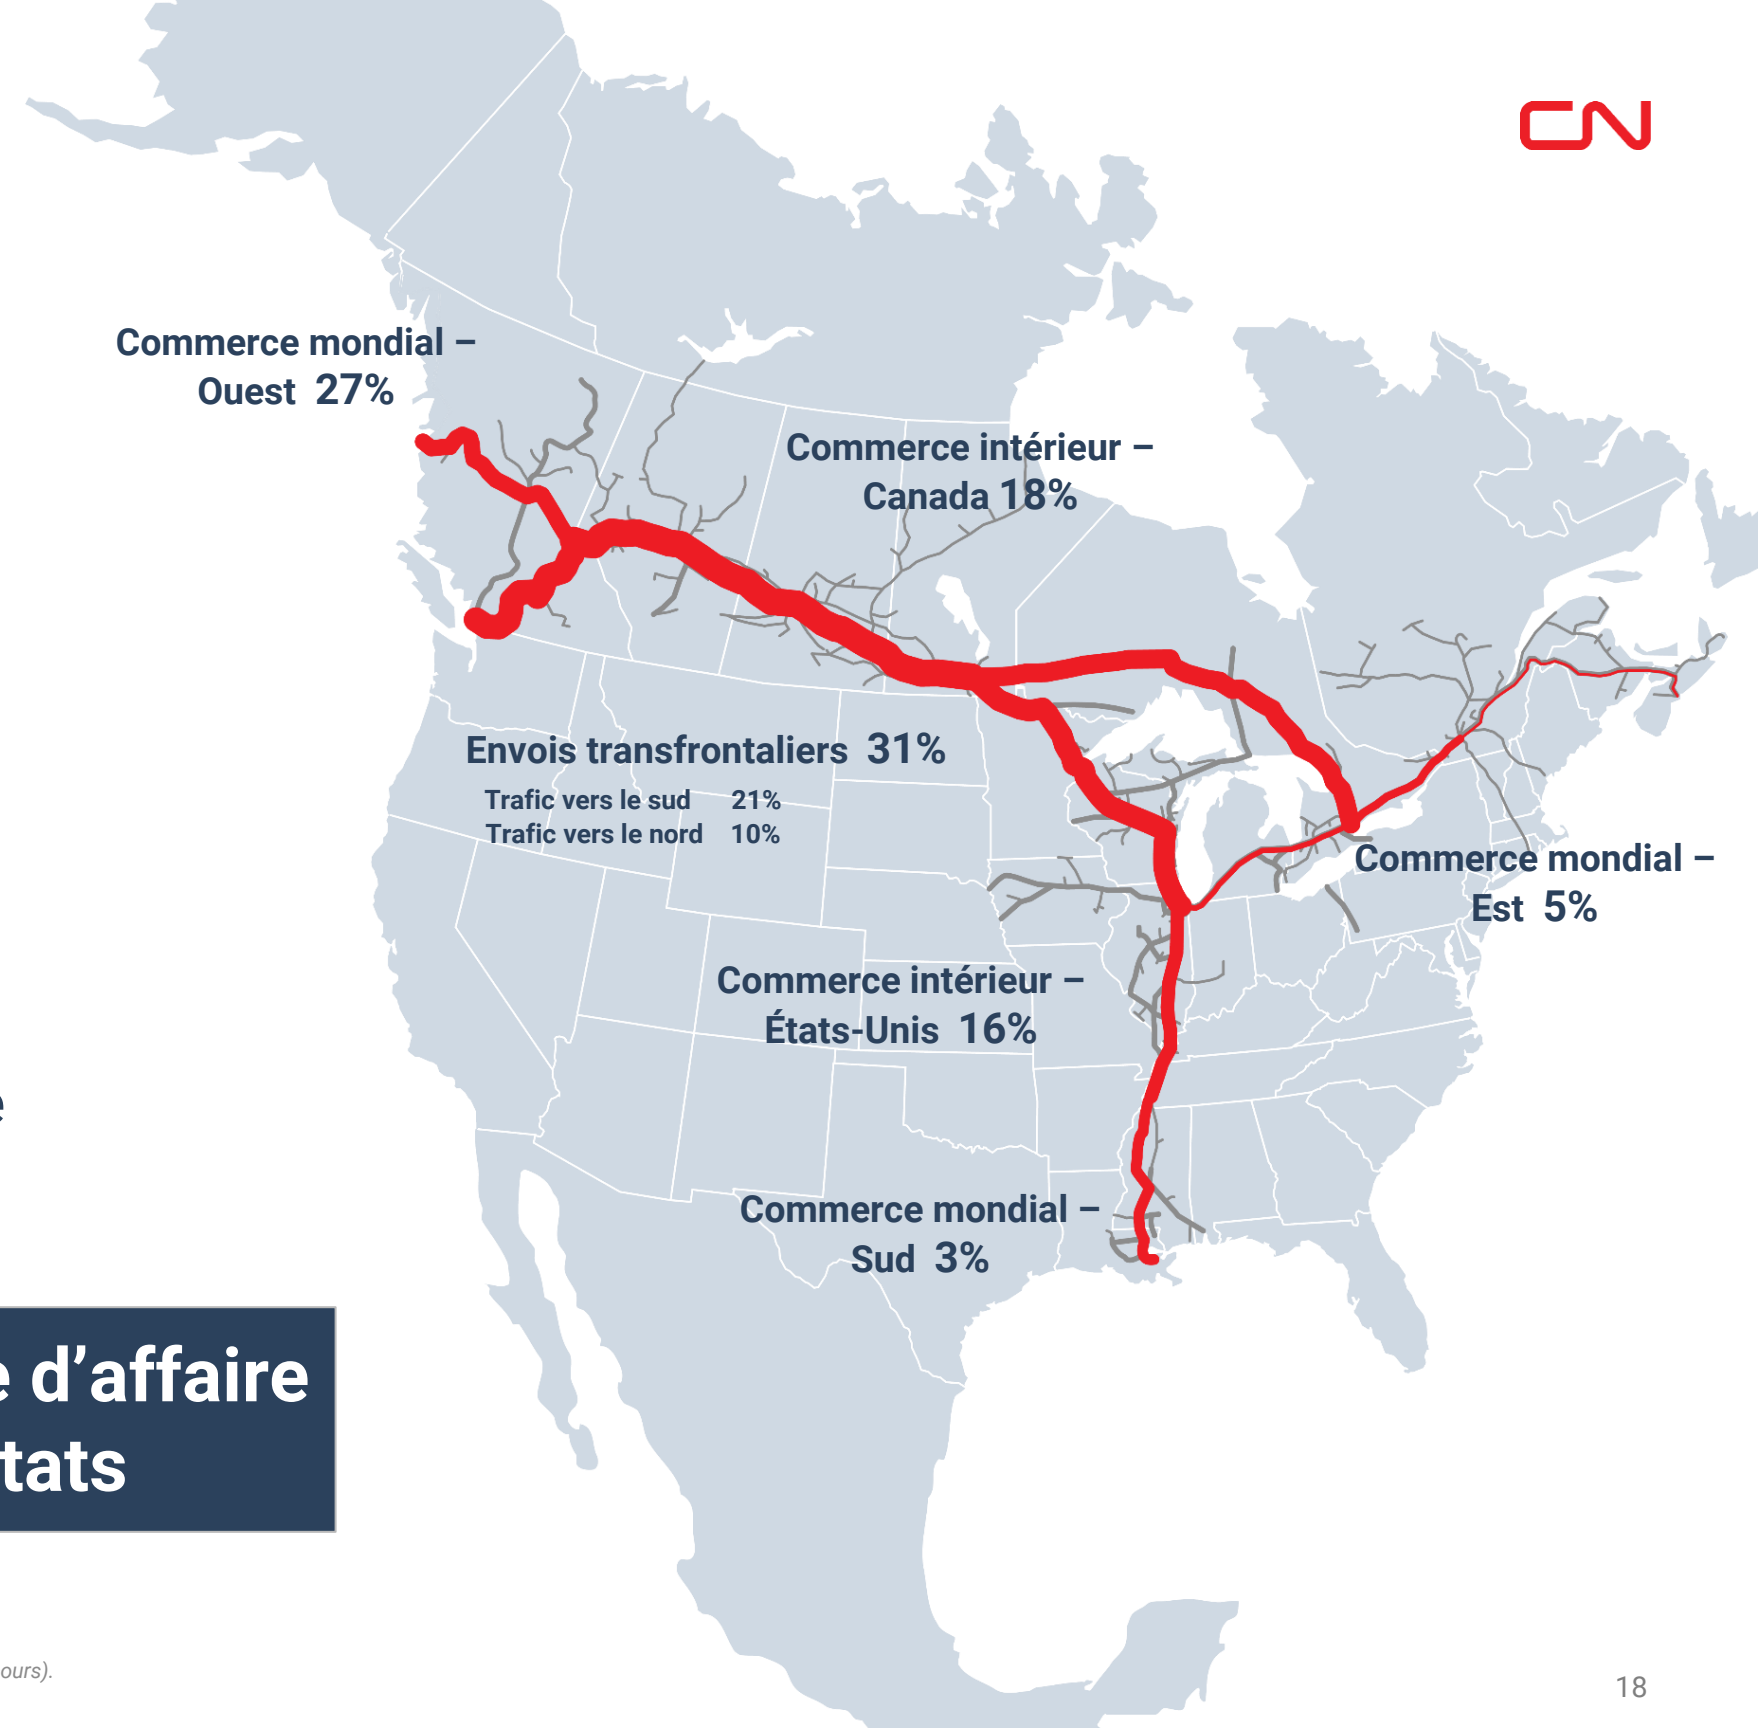 CN
Commerce mondial –
Ouest 27%
Commerce intérieur –
Canada 18%
Envois transfrontaliers 31%
Trafic vers le sud 21%
Trafic vers le nord 10%
Commerce mondial –
Est 5%
Commerce intérieur –
États-Unis 16%
Commerce mondial –
Sud 3%
e
e d’affaire
tats
ours).
18